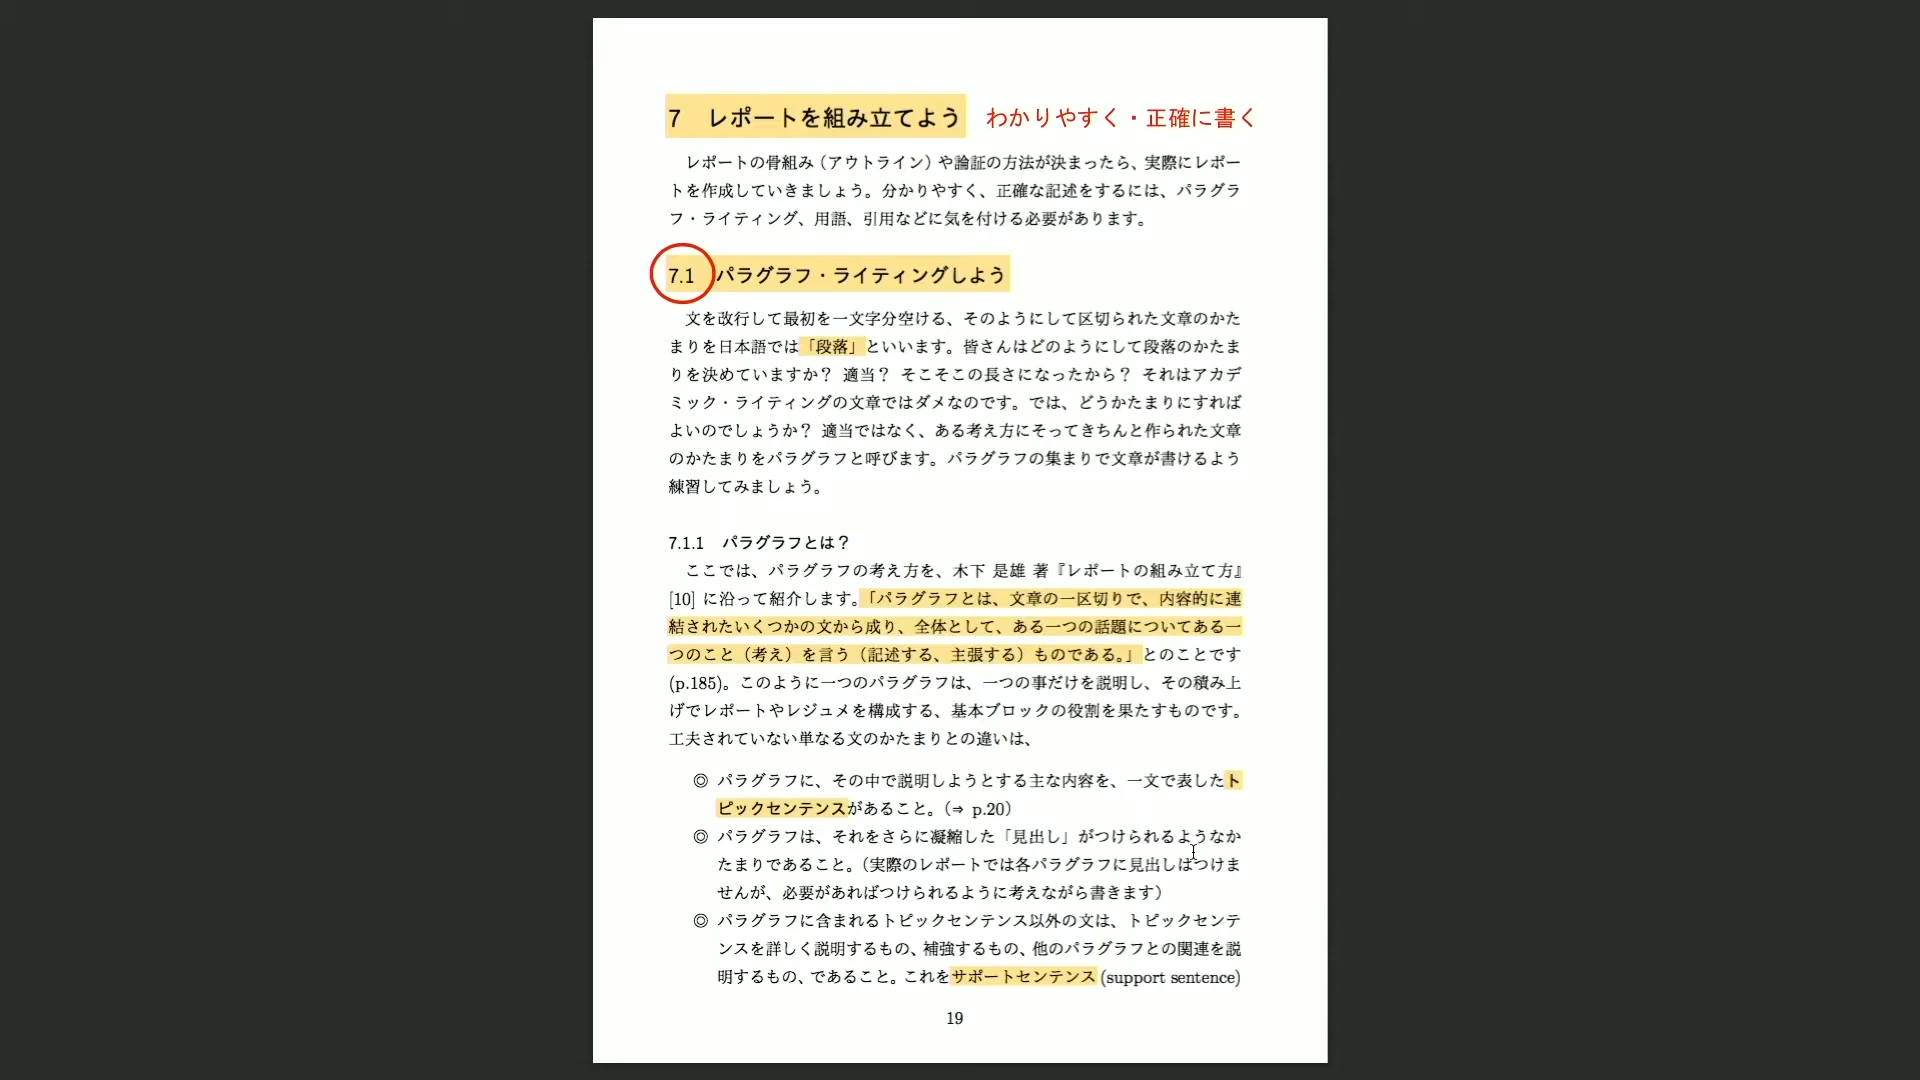 7 レポートを組み立てよう わかりやすく・正確に書く
レポートの骨組み（アウトライン）や論証の方法が決まったら、実際にレポー
トを作成していきましょう。分かりやすく、正確な記述をするには、パラグラ
フ・ライティング、用語、引用などに気を付ける必要があります。
7.1 パラグラフ・ライティングしよう
文を改行して最初を一文字分空ける、そのようにして区切られた文章のかた
まりを日本語では「段落」といいます。皆さんはどのようにして段落のかたま
りを決めていますか？ 適当？ そこそこの長さになったから？ それはアカデ
ミック・ライティングの文章ではダメなのです。では、どうかたまりにすれば
よいのでしょうか？ 適当ではなく、ある考え方にそってきちんと作られた文章
のかたまりをパラグラフと呼びます。パラグラフの集まりで文章が書けるよう
練習してみましょう。
7.1.1 パラグラフとは？
ここでは、パラグラフの考え方を、木下 是雄 著『レポートの組み立て方』
[10] に沿って紹介します。「パラグラフとは、文章の一区切りで、内容的に連
結されたいくつかの文から成り、全体として、ある一つの話題についてある一
つのこと（考え）を言う（記述する、主張する）ものである。」とのことです
(p.185)。このように一つのパラグラフは、一つの事だけを説明し、その積み上
げでレポートやレジュメを構成する、基本ブロックの役割を果たすものです。
工夫されていない単なる文のかたまりとの違いは、
◎ パラグラフに、その中で説明しようとする主な内容を、一文で表したト
ピックセンテンスがあること。（⇒ p.20）
◎ パラグラフは、それをさらに凝縮した「見出し」がつけられるようなか
たまりであること。（実際のレポートでは各パラグラフに見出しはつけま
せんが、必要があればつけられるように考えながら書きます）
◎ パラグラフに含まれるトピックセンテンス以外の文は、トピックセンテ
ンスを詳しく説明するもの、補強するもの、他のパラグラフとの関連を説
明するもの、であること。これをサポートセンテンス (support sentence)
19